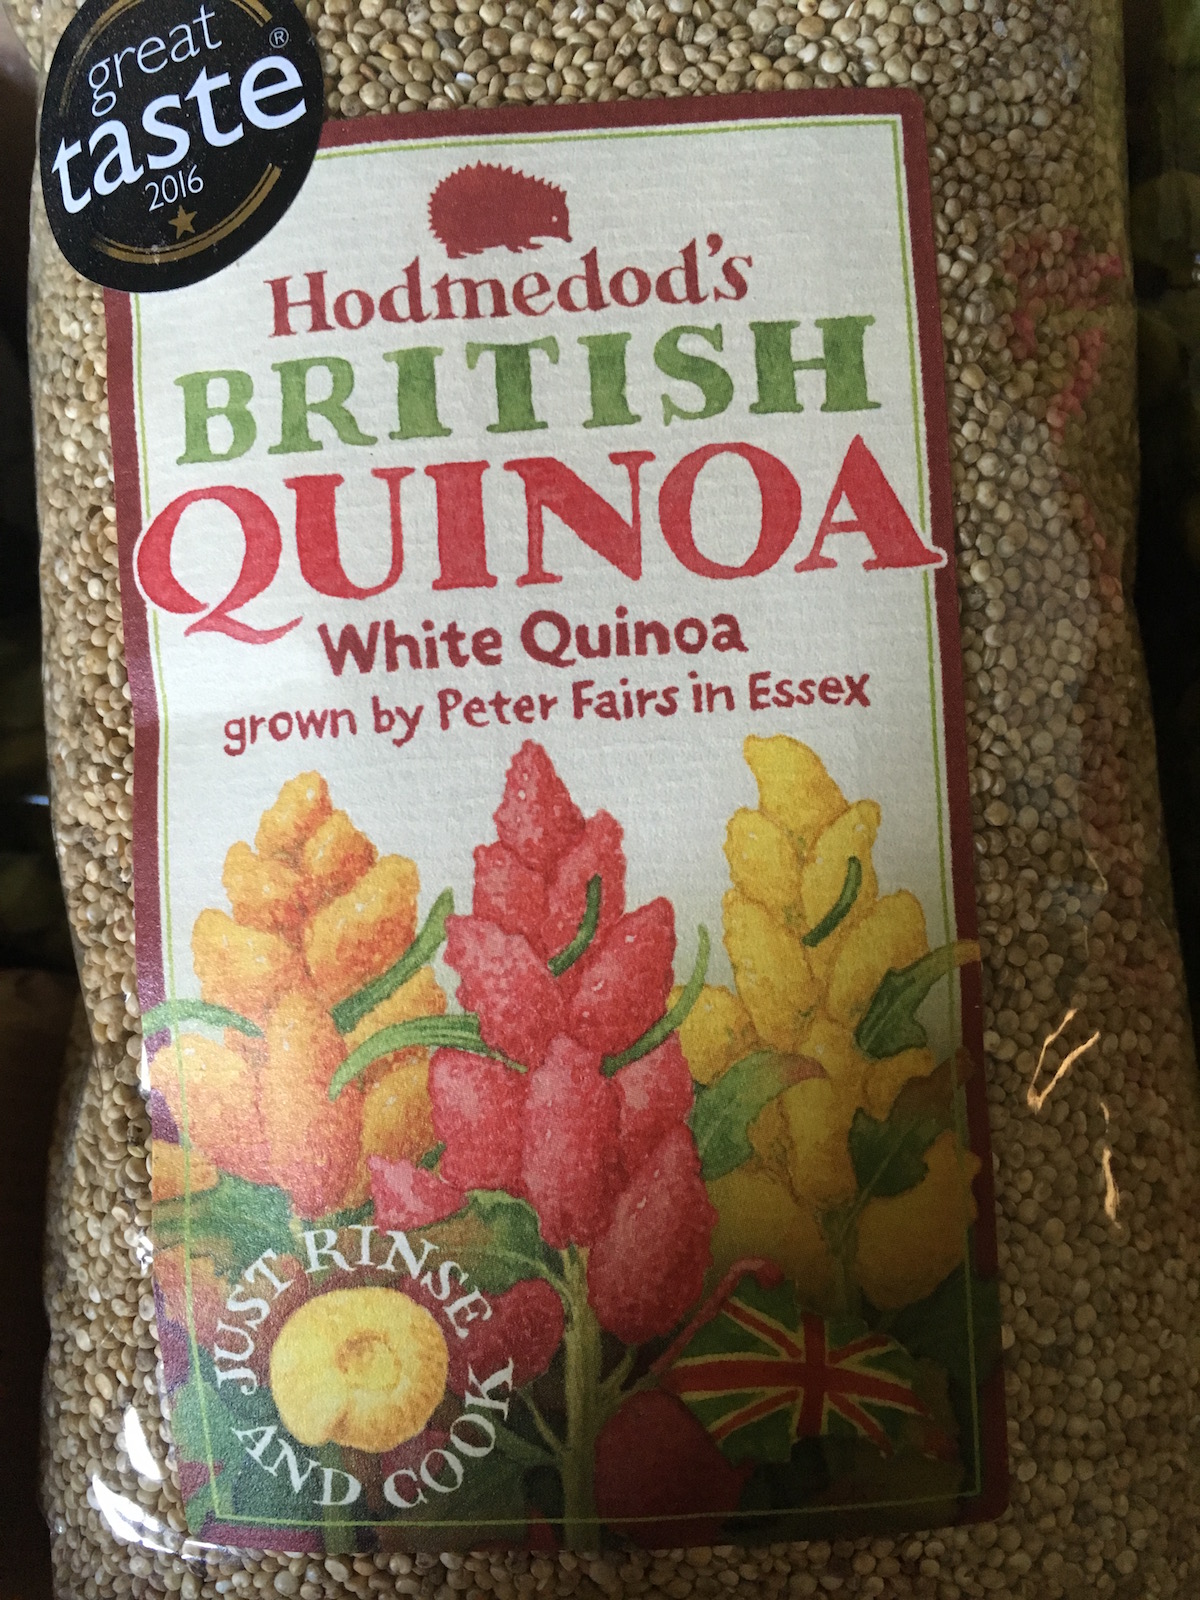 great
taste®
2016
Hodmedod's
BRITISH
QUINOA
White Quinoa
grown by Peter Fairs in Essex
JUST RINSE
AND COOK